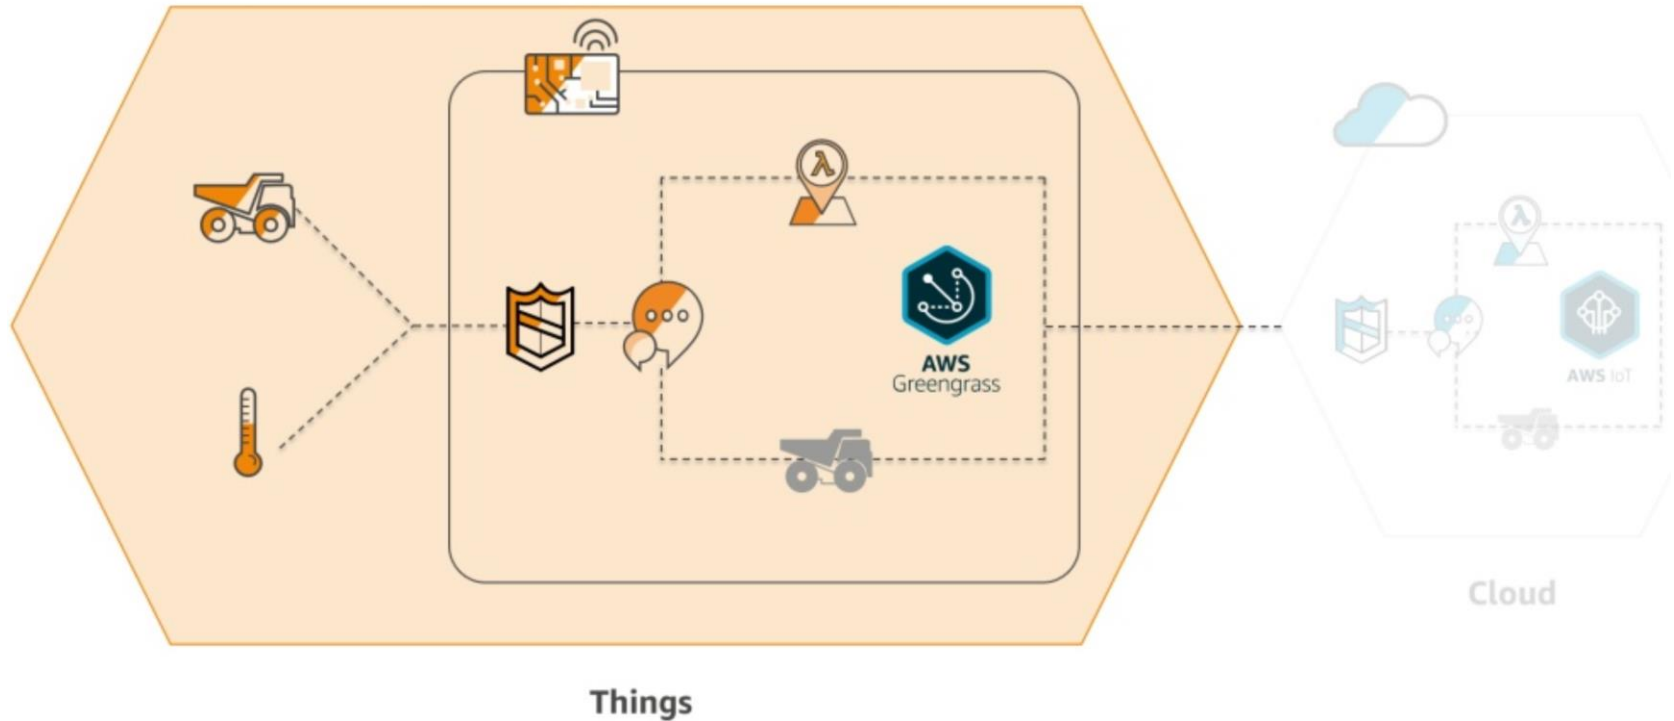 λ
λ
AWS
Greengrass
AWS IoT
Cloud
Things